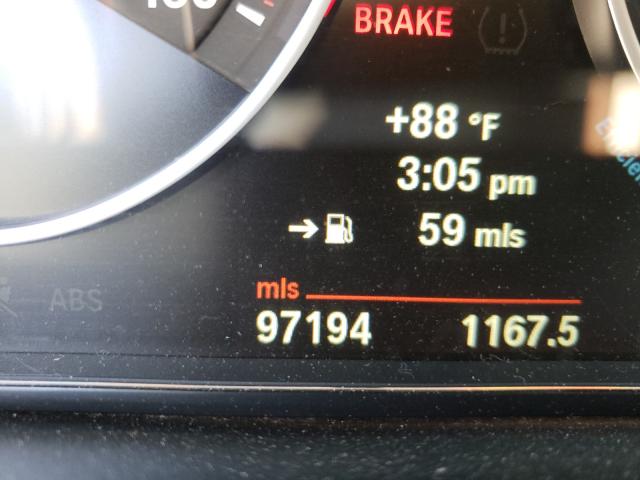 BRAKE
+88 °F
3:05 pm
59 mls
mls
97194 1167.5
ABS